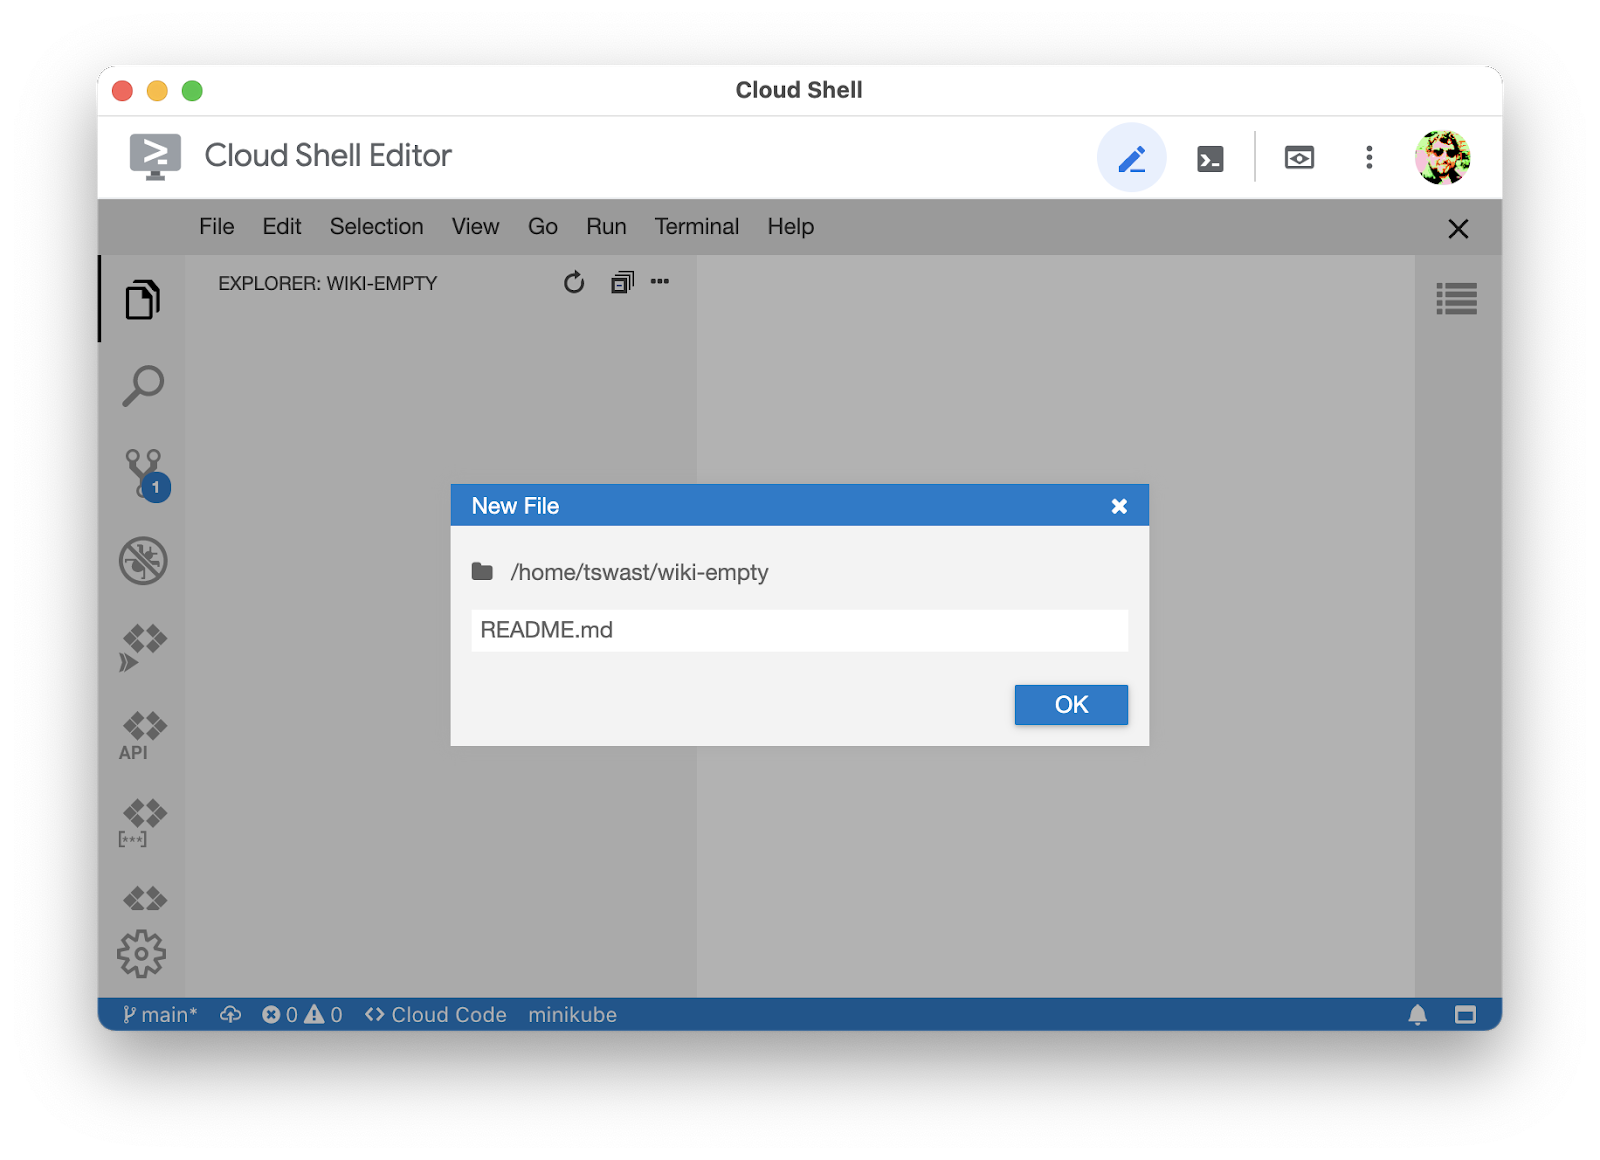 Cloud Shell
Cloud Shell Editor
File Edit Selection View Go Run Terminal Help
EXPLORER: WIKI-EMPTY
1
New File
/home/tswast/wiki-empty
README.md
OK
API
[***]
main* 0 0 Cloud Code minikube